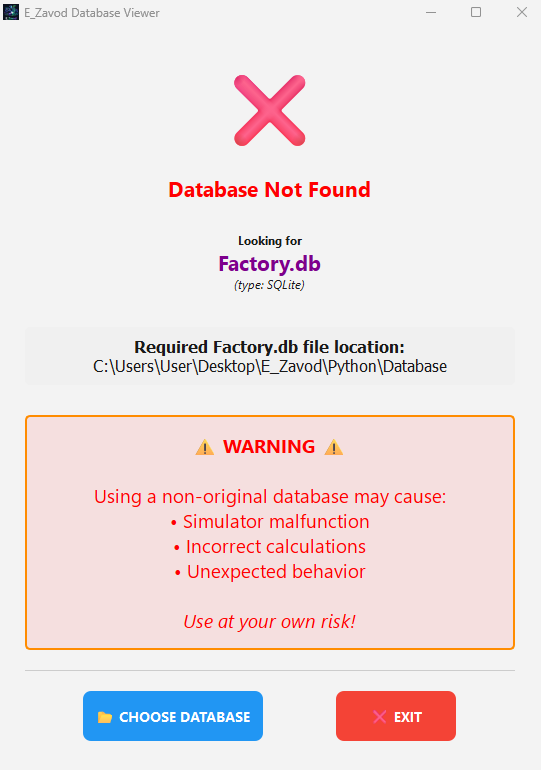 E_Zavod Database Viewer
Database Not Found
Looking for
Factory.db
(type: SQLite)
Required Factory.db file location:
C:\Users\User\Desktop\E_Zavod\Python\Database
⚠️ WARNING ⚠️
Using a non-original database may cause:
• Simulator malfunction
• Incorrect calculations
• Unexpected behavior
Use at your own risk!
CHOOSE DATABASE
EXIT